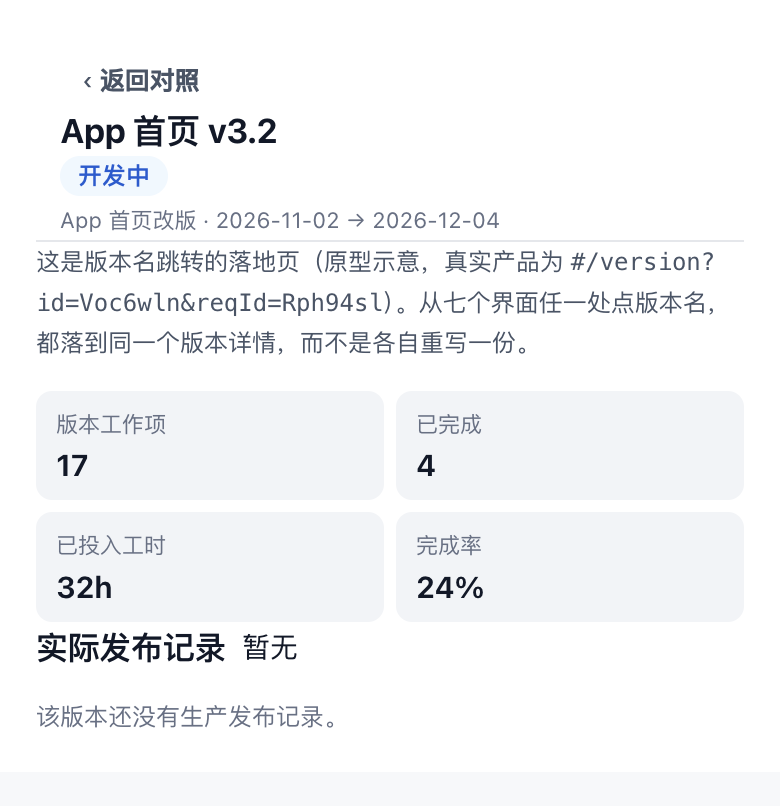 ‹ 返回对照
App 首页 v3.2
开发中
App 首页改版 · 2026-11-02 → 2026-12-04
这是版本名跳转的落地页（原型示意，真实产品为 #/version?
id=Voc6wln&reqId=Rph94sl）。从七个界面任一处点版本名，
都落到同一个版本详情，而不是各自重写一份。
版本工作项
17
已完成
4
已投入工时
32h
完成率
24%
实际发布记录 暂无
该版本还没有生产发布记录。